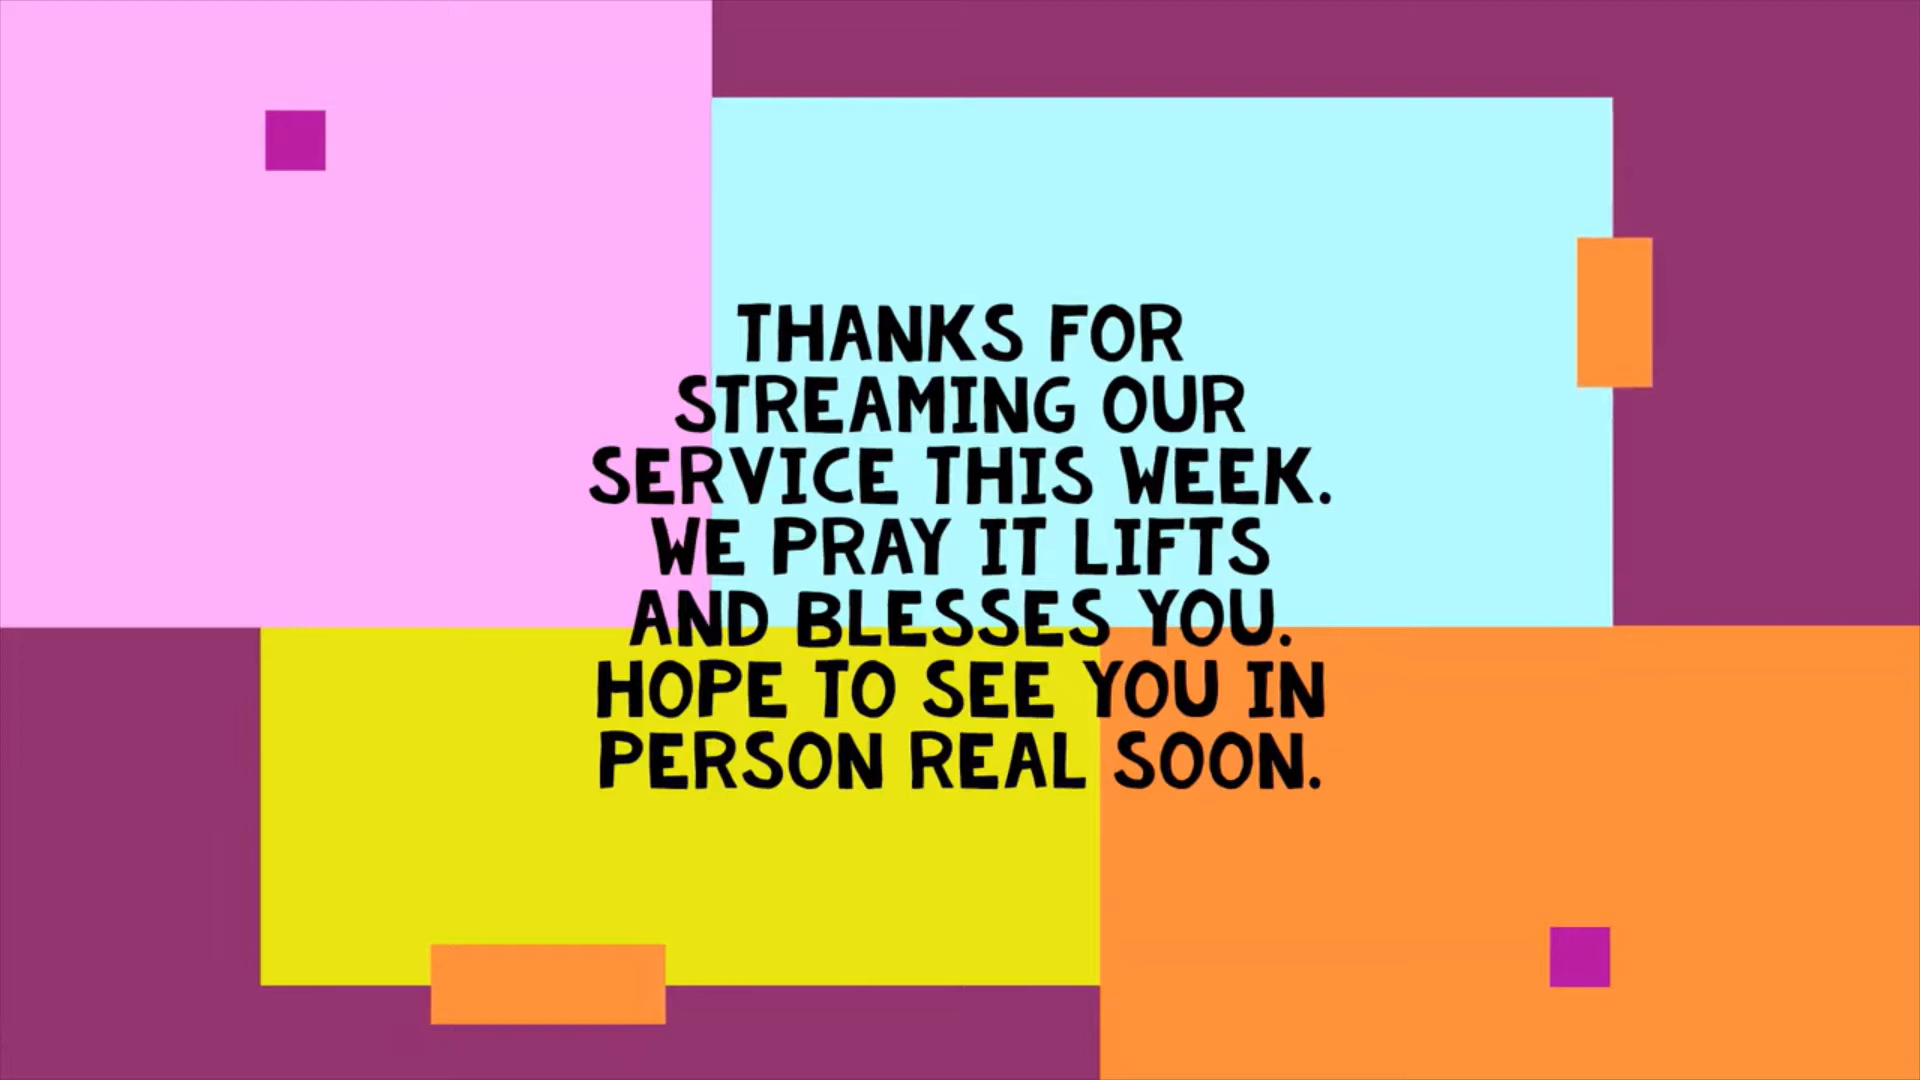 THANKS FOR
STREAMING OUR
SERVICE THIS WEEK.
WE PRAY IT LIFTS
AND BLESSES YOU.
HOPE TO SEE YOU IN
PERSON REAL SOON.